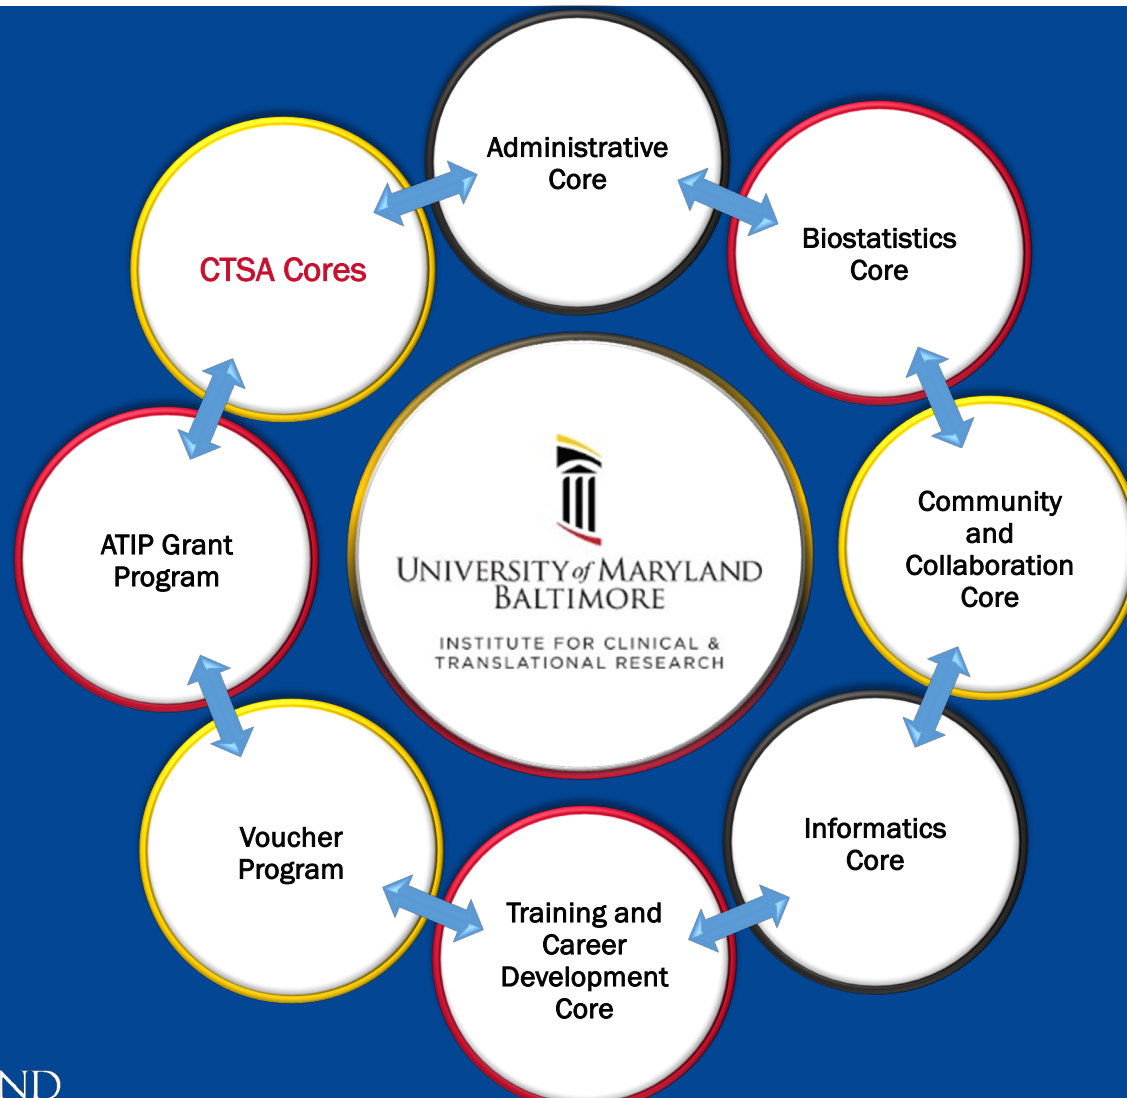 Administrative
Core
Biostatistics
Core
CTSA Cores
Community
and
Collaboration
Core
ATIP Grant
Program
UNIVERSITY of MARYLAND
BALTIMORE
INSTITUTE FOR CLINICAL &
TRANSLATIONAL RESEARCH
Informatics
Core
Voucher
Program
Training and
Career
Development
Core
ND